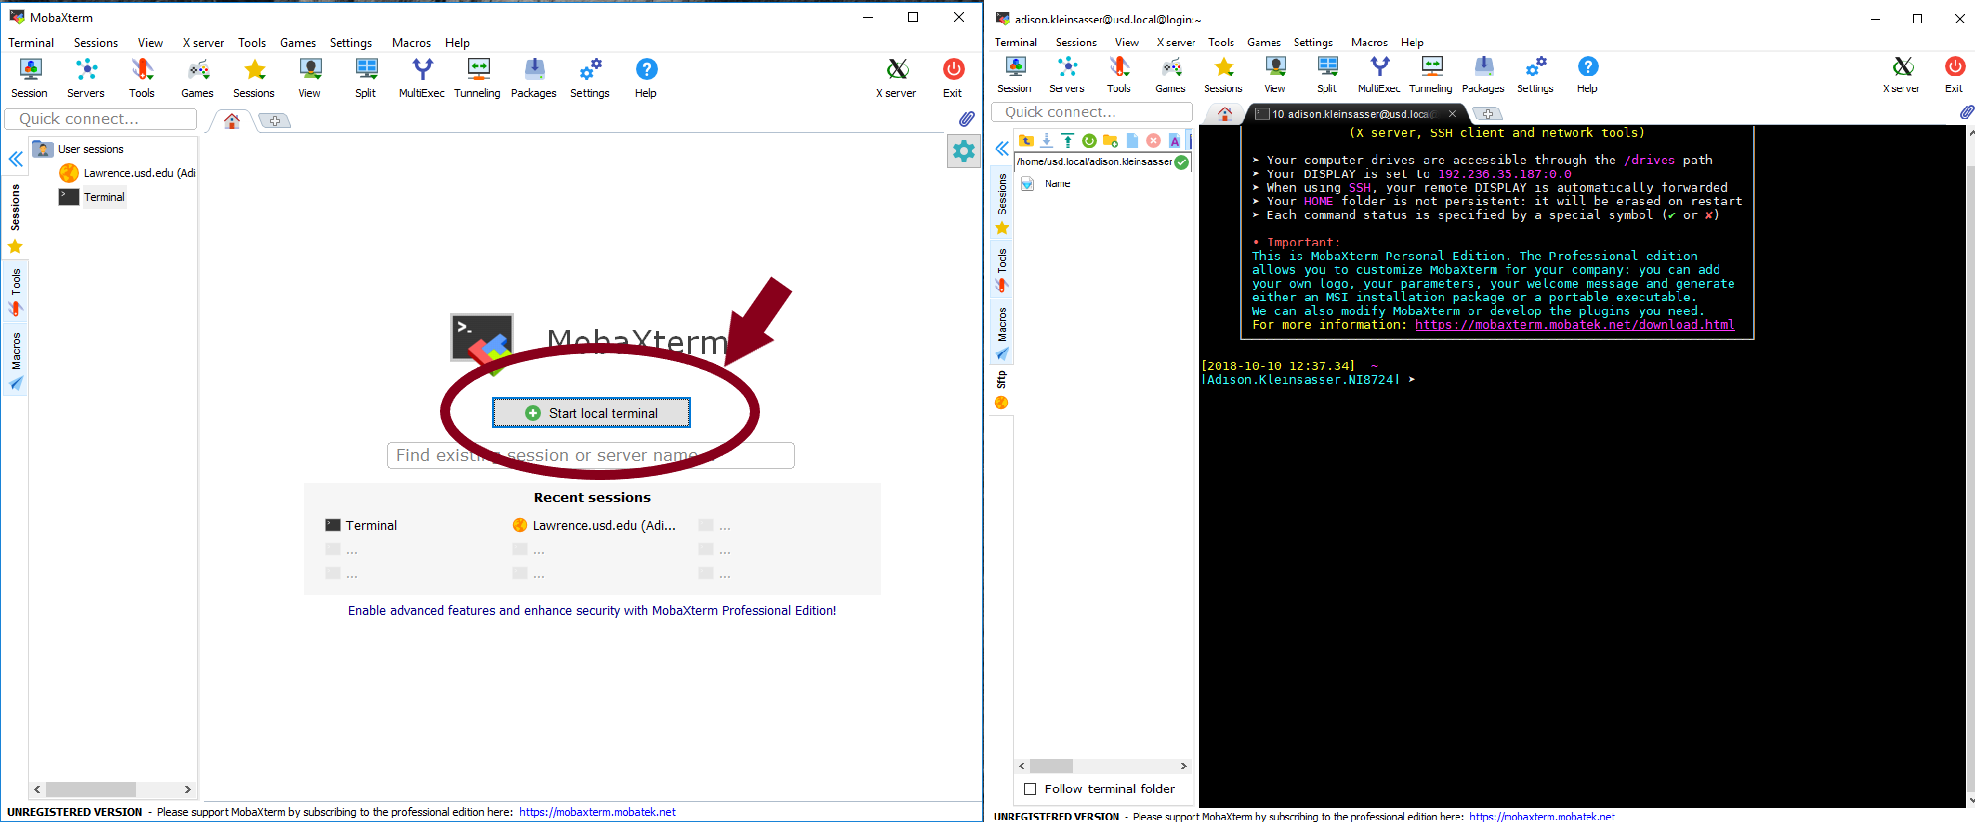 MobaXterm
Terminal Sessions View X server Tools Games Settings Macros Help
Session Servers Tools Games Sessions View Split MultiExec Tunneling Packages Settings Help X server Exit
Quick connect...
User sessions
Lawrence.usd.edu (Adi
Terminal
Sessions
Tools
Macros
MobaXterm
Start local terminal
Find existing session or server name...
Recent sessions
Terminal Lawrence.usd.edu (Adi... ...
... ... ...
... ... ...
Enable advanced features and enhance security with MobaXterm Professional Edition!
UNREGISTERED VERSION - Please support MobaXterm by subscribing to the professional edition here: https://mobaxterm.mobatek.net
adison.kleinsasser@usd.local@login:~
Terminal Sessions View X server Tools Games Settings Macros Help
Session Servers Tools Games Sessions View Split MultiExec Tunneling Packages Settings Help X server Exit
Quick connect...
10 adison.kleinsasser@usd.loca
/home/usd.local/adison.kleinsasser
Name
Sessions
Tools
Macros
Sftp
Follow terminal folder
(X server, SSH client and network tools)
➤ Your computer drives are accessible through the /drives path
➤ Your DISPLAY is set to 192.236.35.187:0.0
➤ When using SSH, your remote DISPLAY is automatically forwarded
➤ Your HOME folder is not persistent: it will be erased on restart
➤ Each command status is specified by a special symbol (✔ or ✘)
• Important:
This is MobaXterm Personal Edition. The Professional edition
allows you to customize MobaXterm for your company: you can add
your own logo, your parameters, your welcome message and generate
either an MSI installation package or a portable executable.
We can also modify MobaXterm or develop the plugins you need.
For more information: https://mobaxterm.mobatek.net/download.html
[2018-10-10 12:37.34] ~
[Adison.Kleinsasser.NI8724] ➤
UNREGISTERED VERSION - Please support MobaXterm by subscribing to the professional edition here: https://mobaxterm.mobatek.net